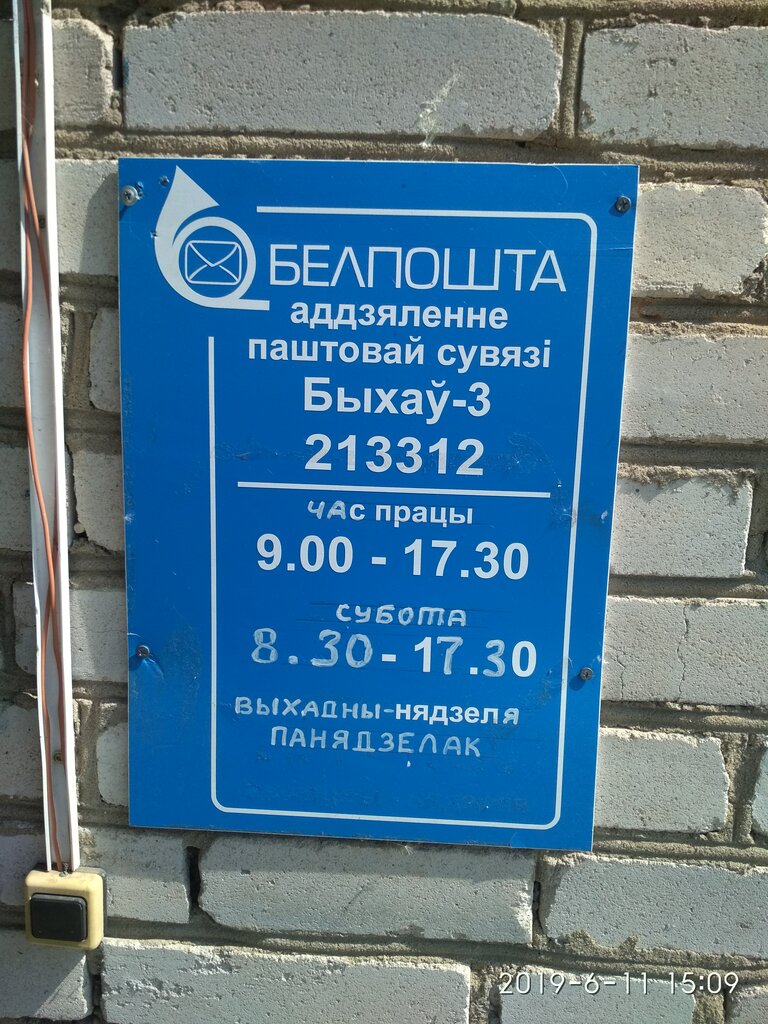 БЕЛПОШТА
аддзяленне
паштовай сувязі
Быхаў-3
213312
ЧАс працы
9.00 - 17.30
СУБОТА
8.30 - 17.30
ВЫХАДНЫ-НЯДЗЕЛЯ
ПАНЯДЗЕЛАК
2019-6-11 15:09